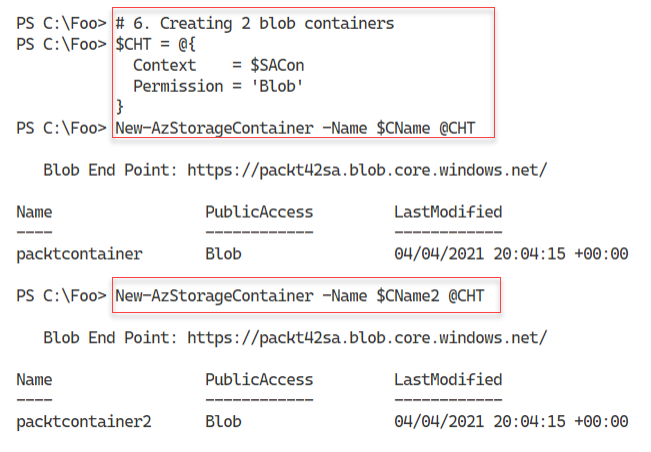 PS C:\Foo> # 6. Creating 2 blob containers
PS C:\Foo> $CHT = @{
  Context    = $SACon
  Permission = 'Blob'
}
PS C:\Foo> New-AzStorageContainer -Name $CName @CHT
   Blob End Point: https://packt42sa.blob.core.windows.net/
Name                 PublicAccess         LastModified
----                 ------------         ------------
packtcontainer       Blob                 04/04/2021 20:04:15 +00:00
PS C:\Foo> New-AzStorageContainer -Name $CName2 @CHT
   Blob End Point: https://packt42sa.blob.core.windows.net/
Name                 PublicAccess         LastModified
----                 ------------         ------------
packtcontainer2      Blob                 04/04/2021 20:04:15 +00:00